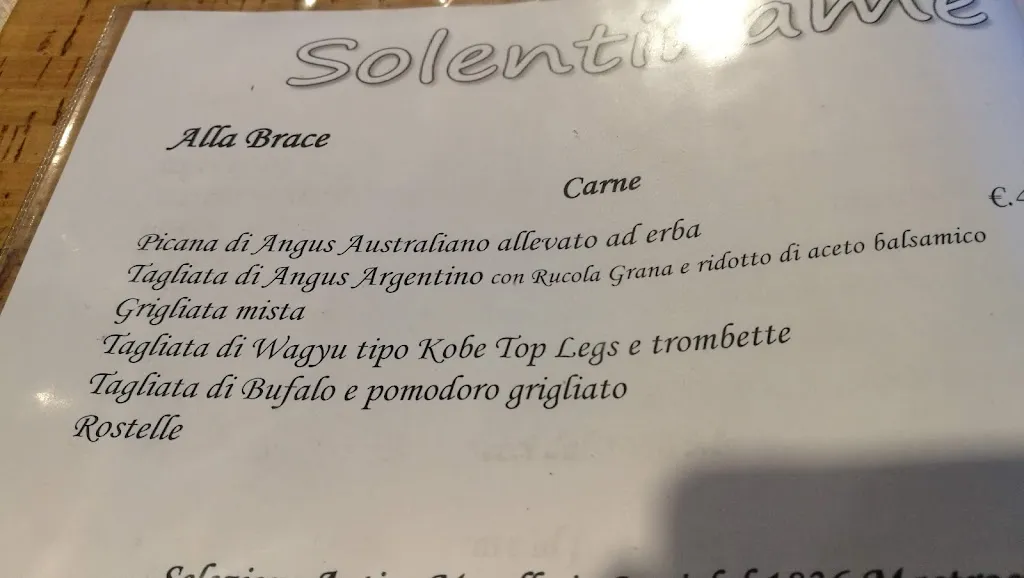 Alla Brace
Carne
€.4
Picana di Angus Australiano allevato ad erba
Tagliata di Angus Argentino con Rucola Grana e ridotto di aceto balsamico
Grigliata mista
Tagliata di Wagyu tipo Kobe Top Legs e trombette
Tagliata di Bufalo e pomodoro grigliato
Rostelle